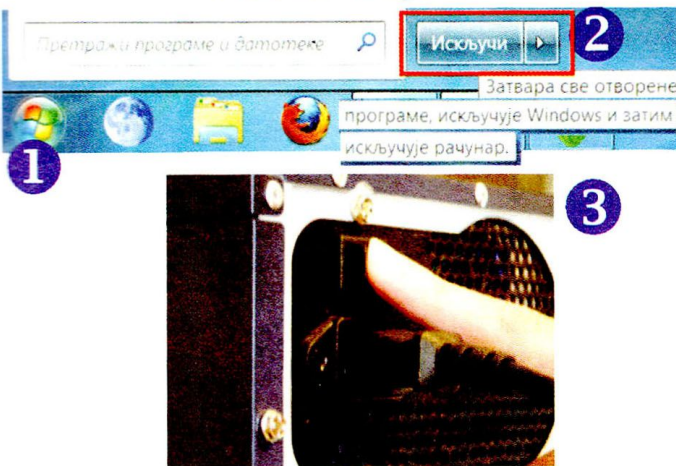 Претражи програме и датотеке
Искључи
2
Затвара све отворене
програме, искључује Windows и затим
искључује рачунар.
1
3